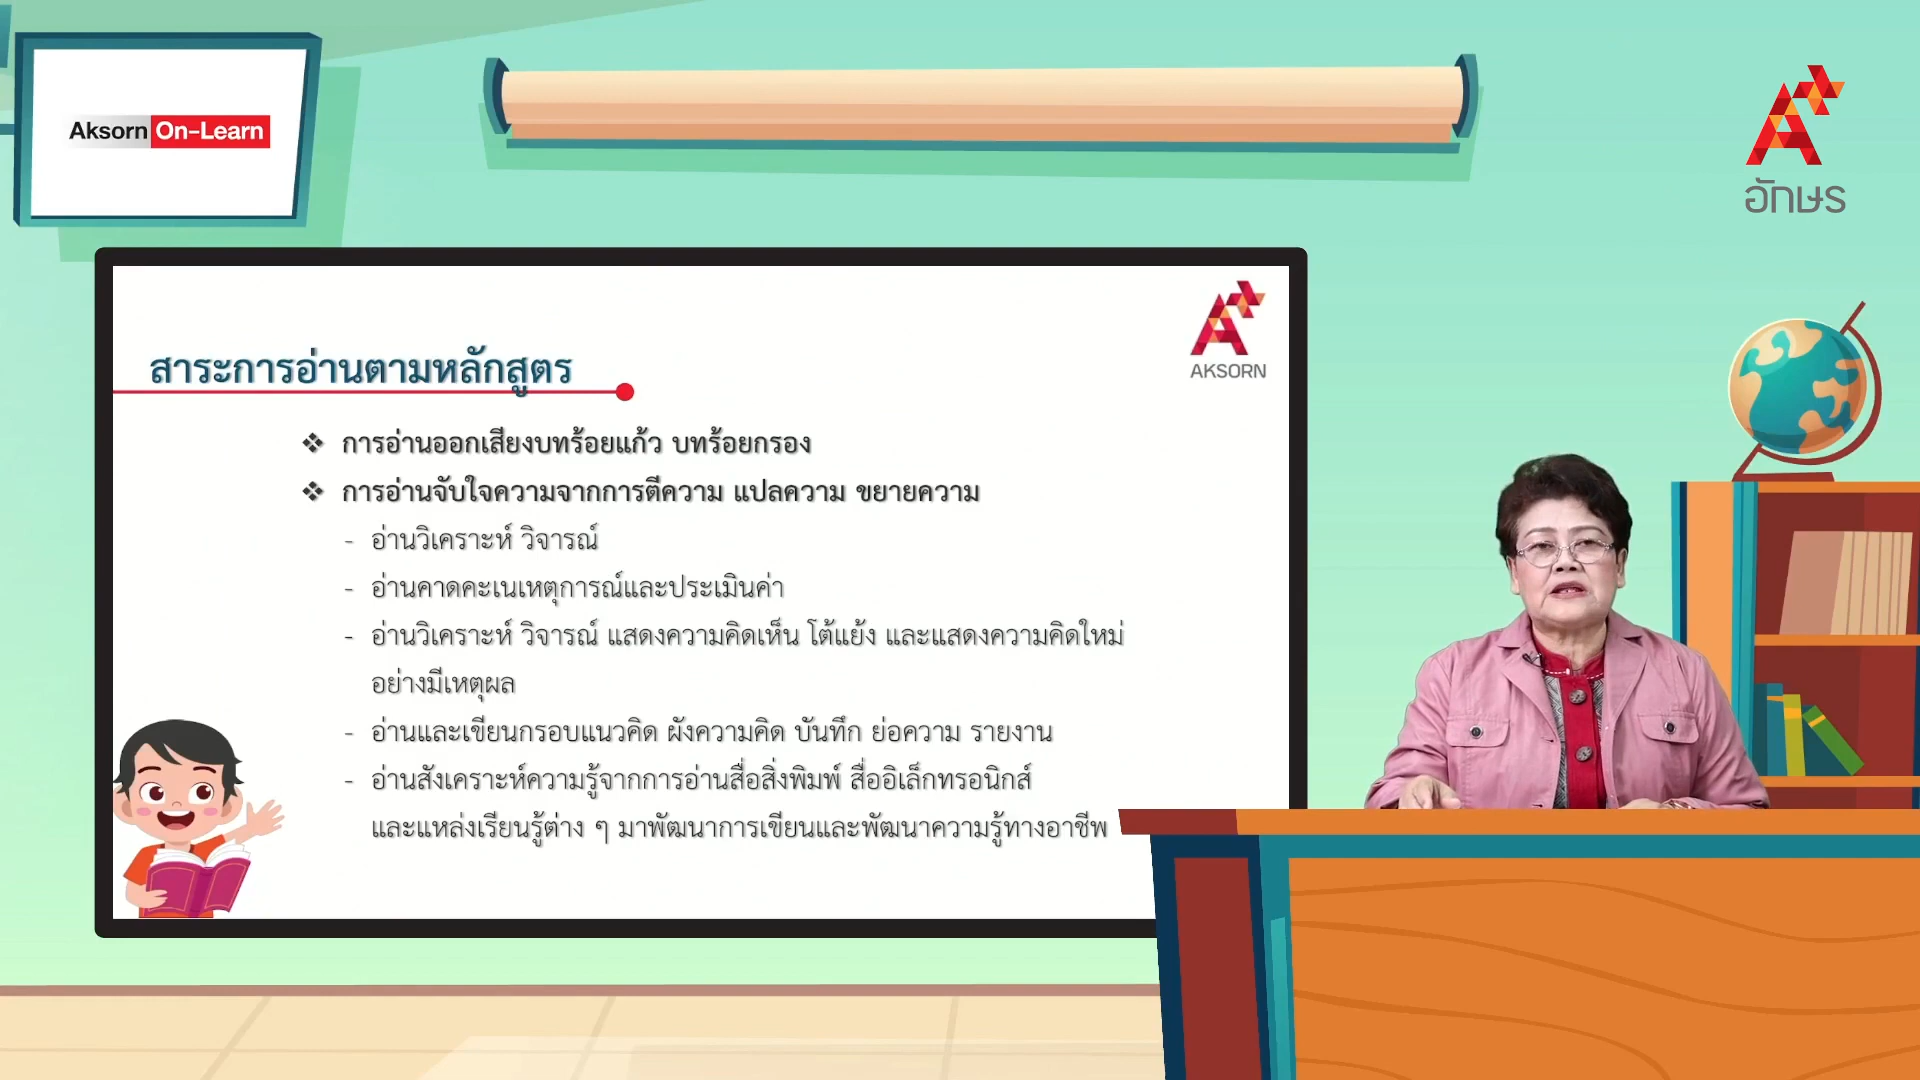 Aksorn On-Learn
อักษร
AKSORN
สาระการอ่านตามหลักสูตร
❖ การอ่านออกเสียงบทร้อยแก้ว บทร้อยกรอง
❖ การอ่านจับใจความจากการตีความ แปลความ ขยายความ
- อ่านวิเคราะห์ วิจารณ์
- อ่านคาดคะเนเหตุการณ์และประเมินค่า
- อ่านวิเคราะห์ วิจารณ์ แสดงความคิดเห็น โต้แย้ง และแสดงความคิดใหม่
อย่างมีเหตุผล
- อ่านและเขียนกรอบแนวคิด ผังความคิด บันทึก ย่อความ รายงาน
- อ่านสังเคราะห์ความรู้จากการอ่านสื่อสิ่งพิมพ์ สื่ออิเล็กทรอนิกส์
และแหล่งเรียนรู้ต่าง ๆ มาพัฒนาการเขียนและพัฒนาความรู้ทางอาชีพ